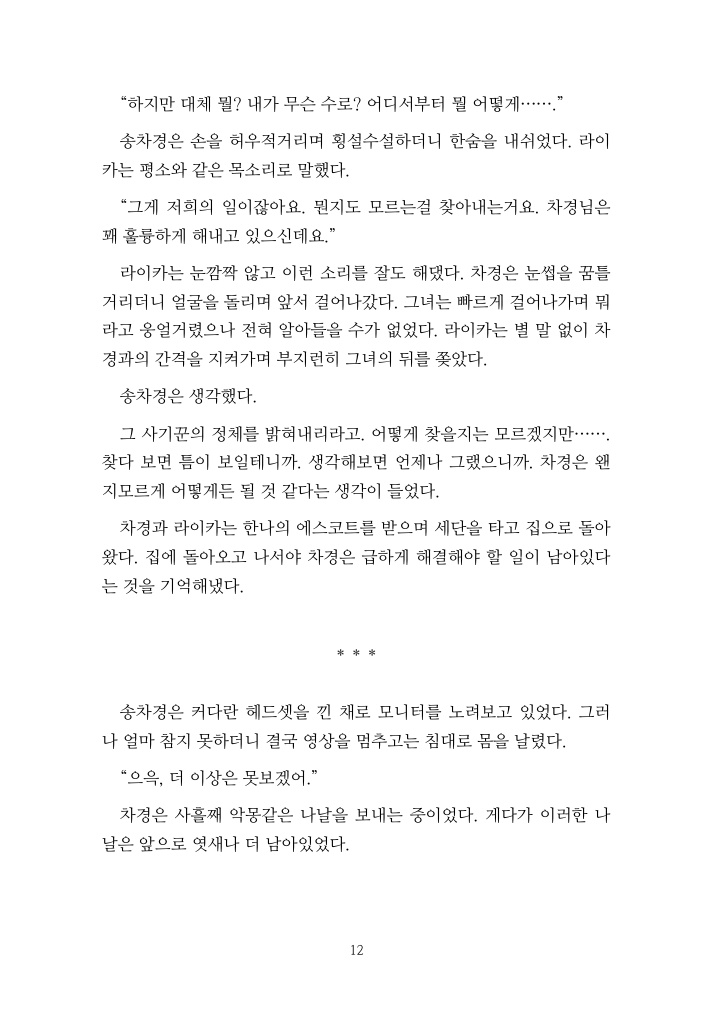 “하지만 대체 뭘? 내가 무슨 수로? 어디서부터 뭘 어떻게…….”
송차경은 손을 허우적거리며 횡설수설하더니 한숨을 내쉬었다. 라이
카는 평소와 같은 목소리로 말했다.
“그게 저희의 일이잖아요. 뭔지도 모르는걸 찾아내는거요. 차경님은
꽤 훌륭하게 해내고 있으신데요.”
라이카는 눈깜짝 않고 이런 소리를 잘도 해댔다. 차경은 눈썹을 꿈틀
거리더니 얼굴을 돌리며 앞서 걸어나갔다. 그녀는 빠르게 걸어나가며 뭐
라고 웅얼거렸으나 전혀 알아들을 수가 없었다. 라이카는 별 말 없이 차
경과의 간격을 지켜가며 부지런히 그녀의 뒤를 쫓았다.
송차경은 생각했다.
그 사기꾼의 정체를 밝혀내리라고. 어떻게 찾을지는 모르겠지만…….
찾다 보면 틈이 보일테니까. 생각해보면 언제나 그랬으니까. 차경은 왠
지모르게 어떻게든 될 것 같다는 생각이 들었다.
차경과 라이카는 한나의 에스코트를 받으며 세단을 타고 집으로 돌아
왔다. 집에 돌아오고 나서야 차경은 급하게 해결해야 할 일이 남아있다
는 것을 기억해냈다.
* * *
송차경은 커다란 헤드셋을 낀 채로 모니터를 노려보고 있었다. 그러
나 얼마 참지 못하더니 결국 영상을 멈추고는 침대로 몸을 날렸다.
“으윽, 더 이상은 못보겠어.”
차경은 사흘째 악몽같은 나날을 보내는 중이었다. 게다가 이러한 나
날은 앞으로 엿새나 더 남아있었다.
12